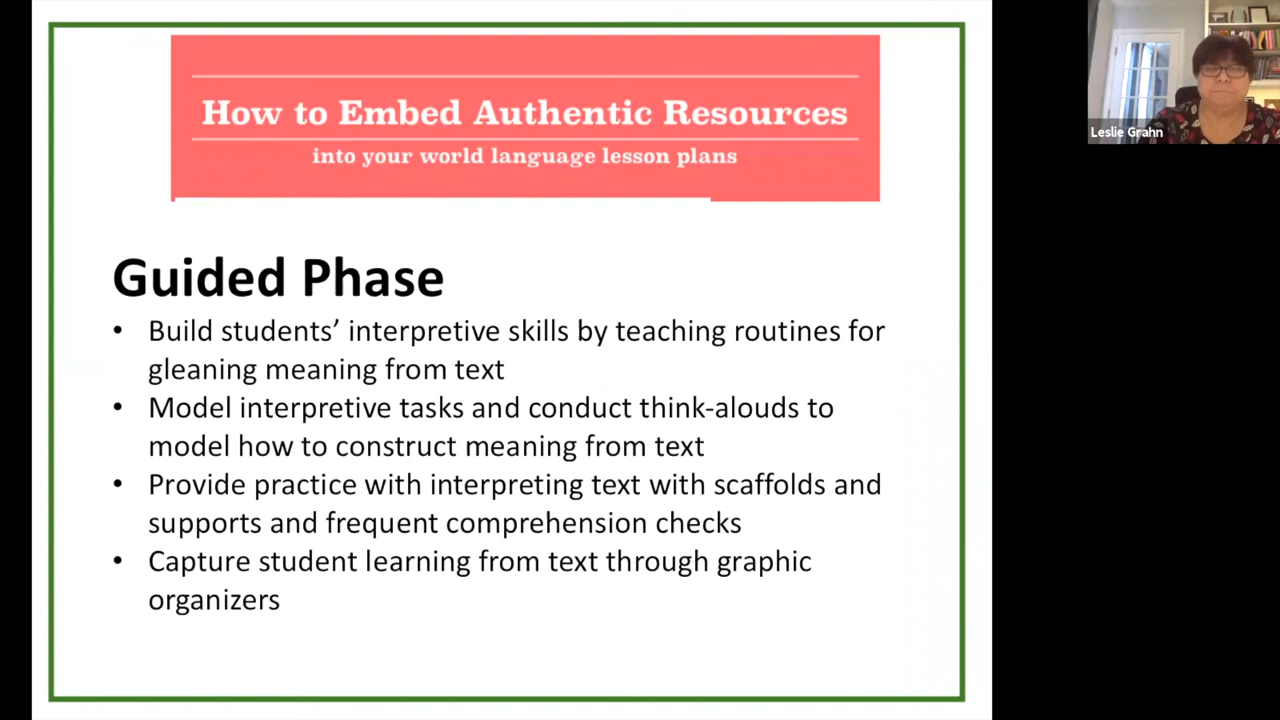 How to Embed Authentic Resources
into your world language lesson plans
Leslie Grahn
Guided Phase
• Build students’ interpretive skills by teaching routines for
gleaning meaning from text
• Model interpretive tasks and conduct think-alouds to
model how to construct meaning from text
• Provide practice with interpreting text with scaffolds and
supports and frequent comprehension checks
• Capture student learning from text through graphic
organizers